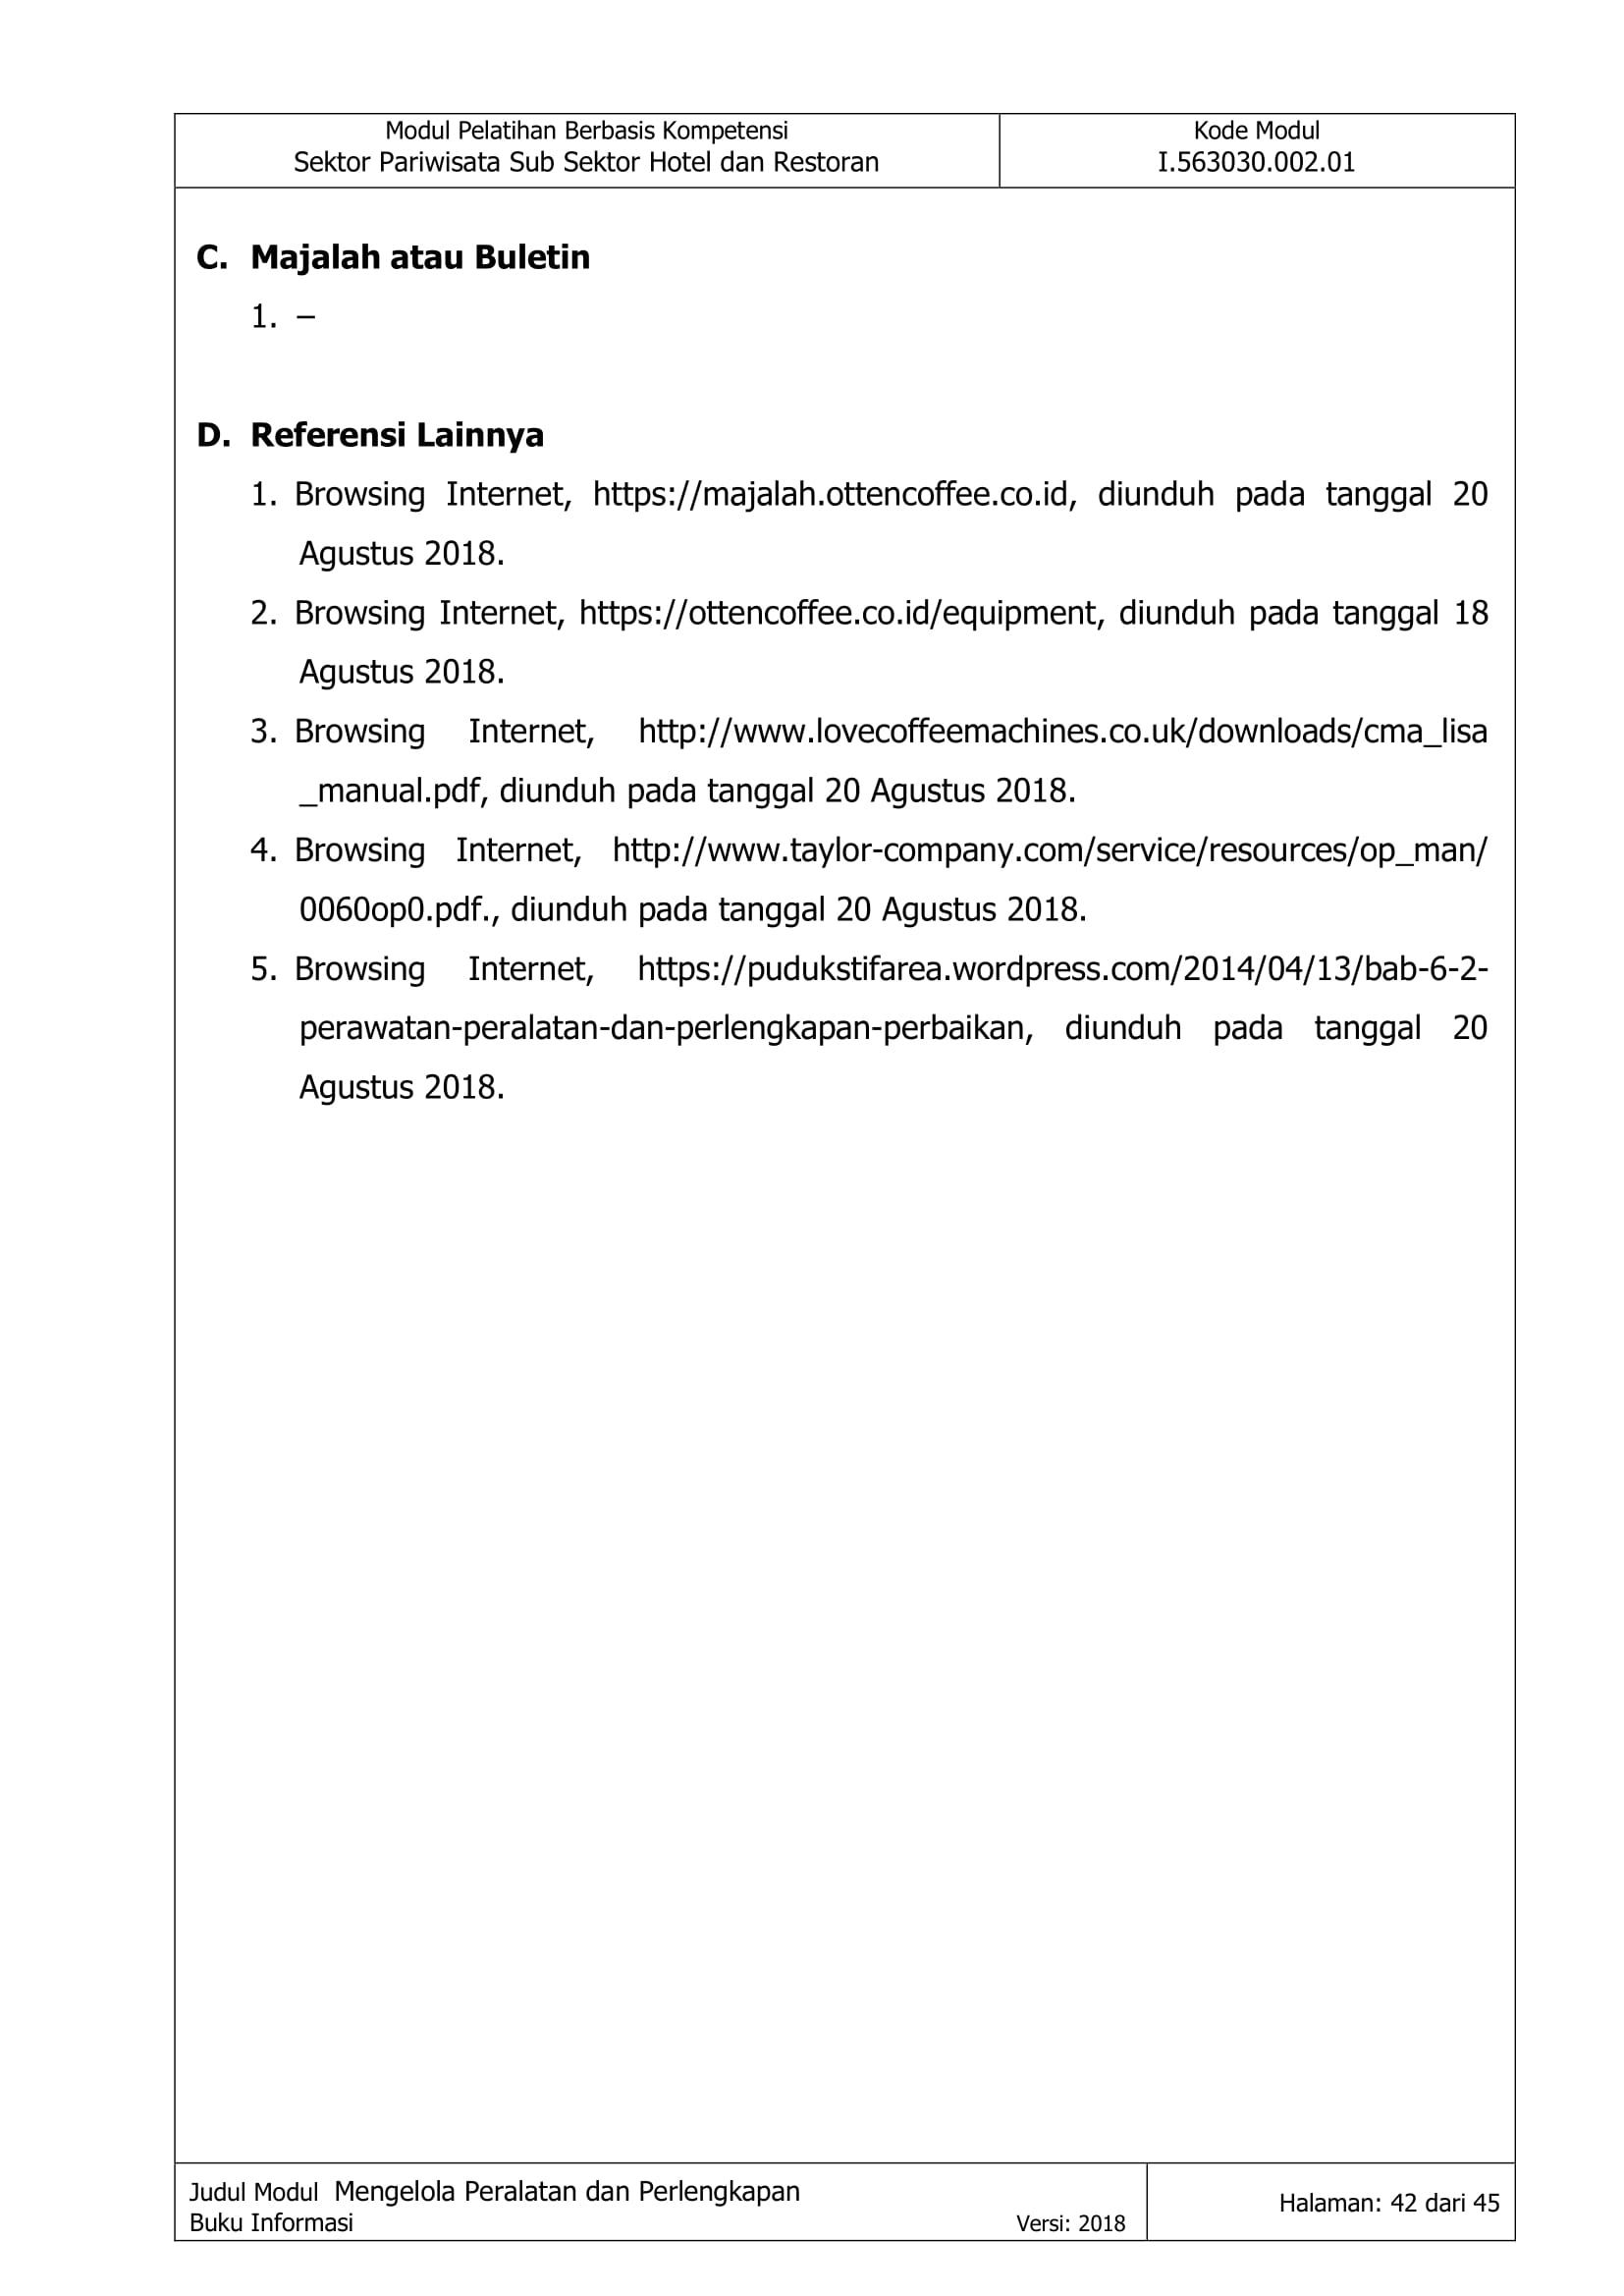 Modul Pelatihan Berbasis Kompetensi
Sektor Pariwisata Sub Sektor Hotel dan Restoran
Kode Modul
I.563030.002.01
C. Majalah atau Buletin
1. –
D. Referensi Lainnya
1. Browsing Internet, https://majalah.ottencoffee.co.id, diunduh pada tanggal 20
Agustus 2018.
2. Browsing Internet, https://ottencoffee.co.id/equipment, diunduh pada tanggal 18
Agustus 2018.
3. Browsing Internet, http://www.lovecoffeemachines.co.uk/downloads/cma_lisa
_manual.pdf, diunduh pada tanggal 20 Agustus 2018.
4. Browsing Internet, http://www.taylor-company.com/service/resources/op_man/
0060op0.pdf., diunduh pada tanggal 20 Agustus 2018.
5. Browsing Internet, https://pudukstifarea.wordpress.com/2014/04/13/bab-6-2-
perawatan-peralatan-dan-perlengkapan-perbaikan, diunduh pada tanggal 20
Agustus 2018.
Judul Modul Mengelola Peralatan dan Perlengkapan
Buku Informasi Versi: 2018
Halaman: 42 dari 45